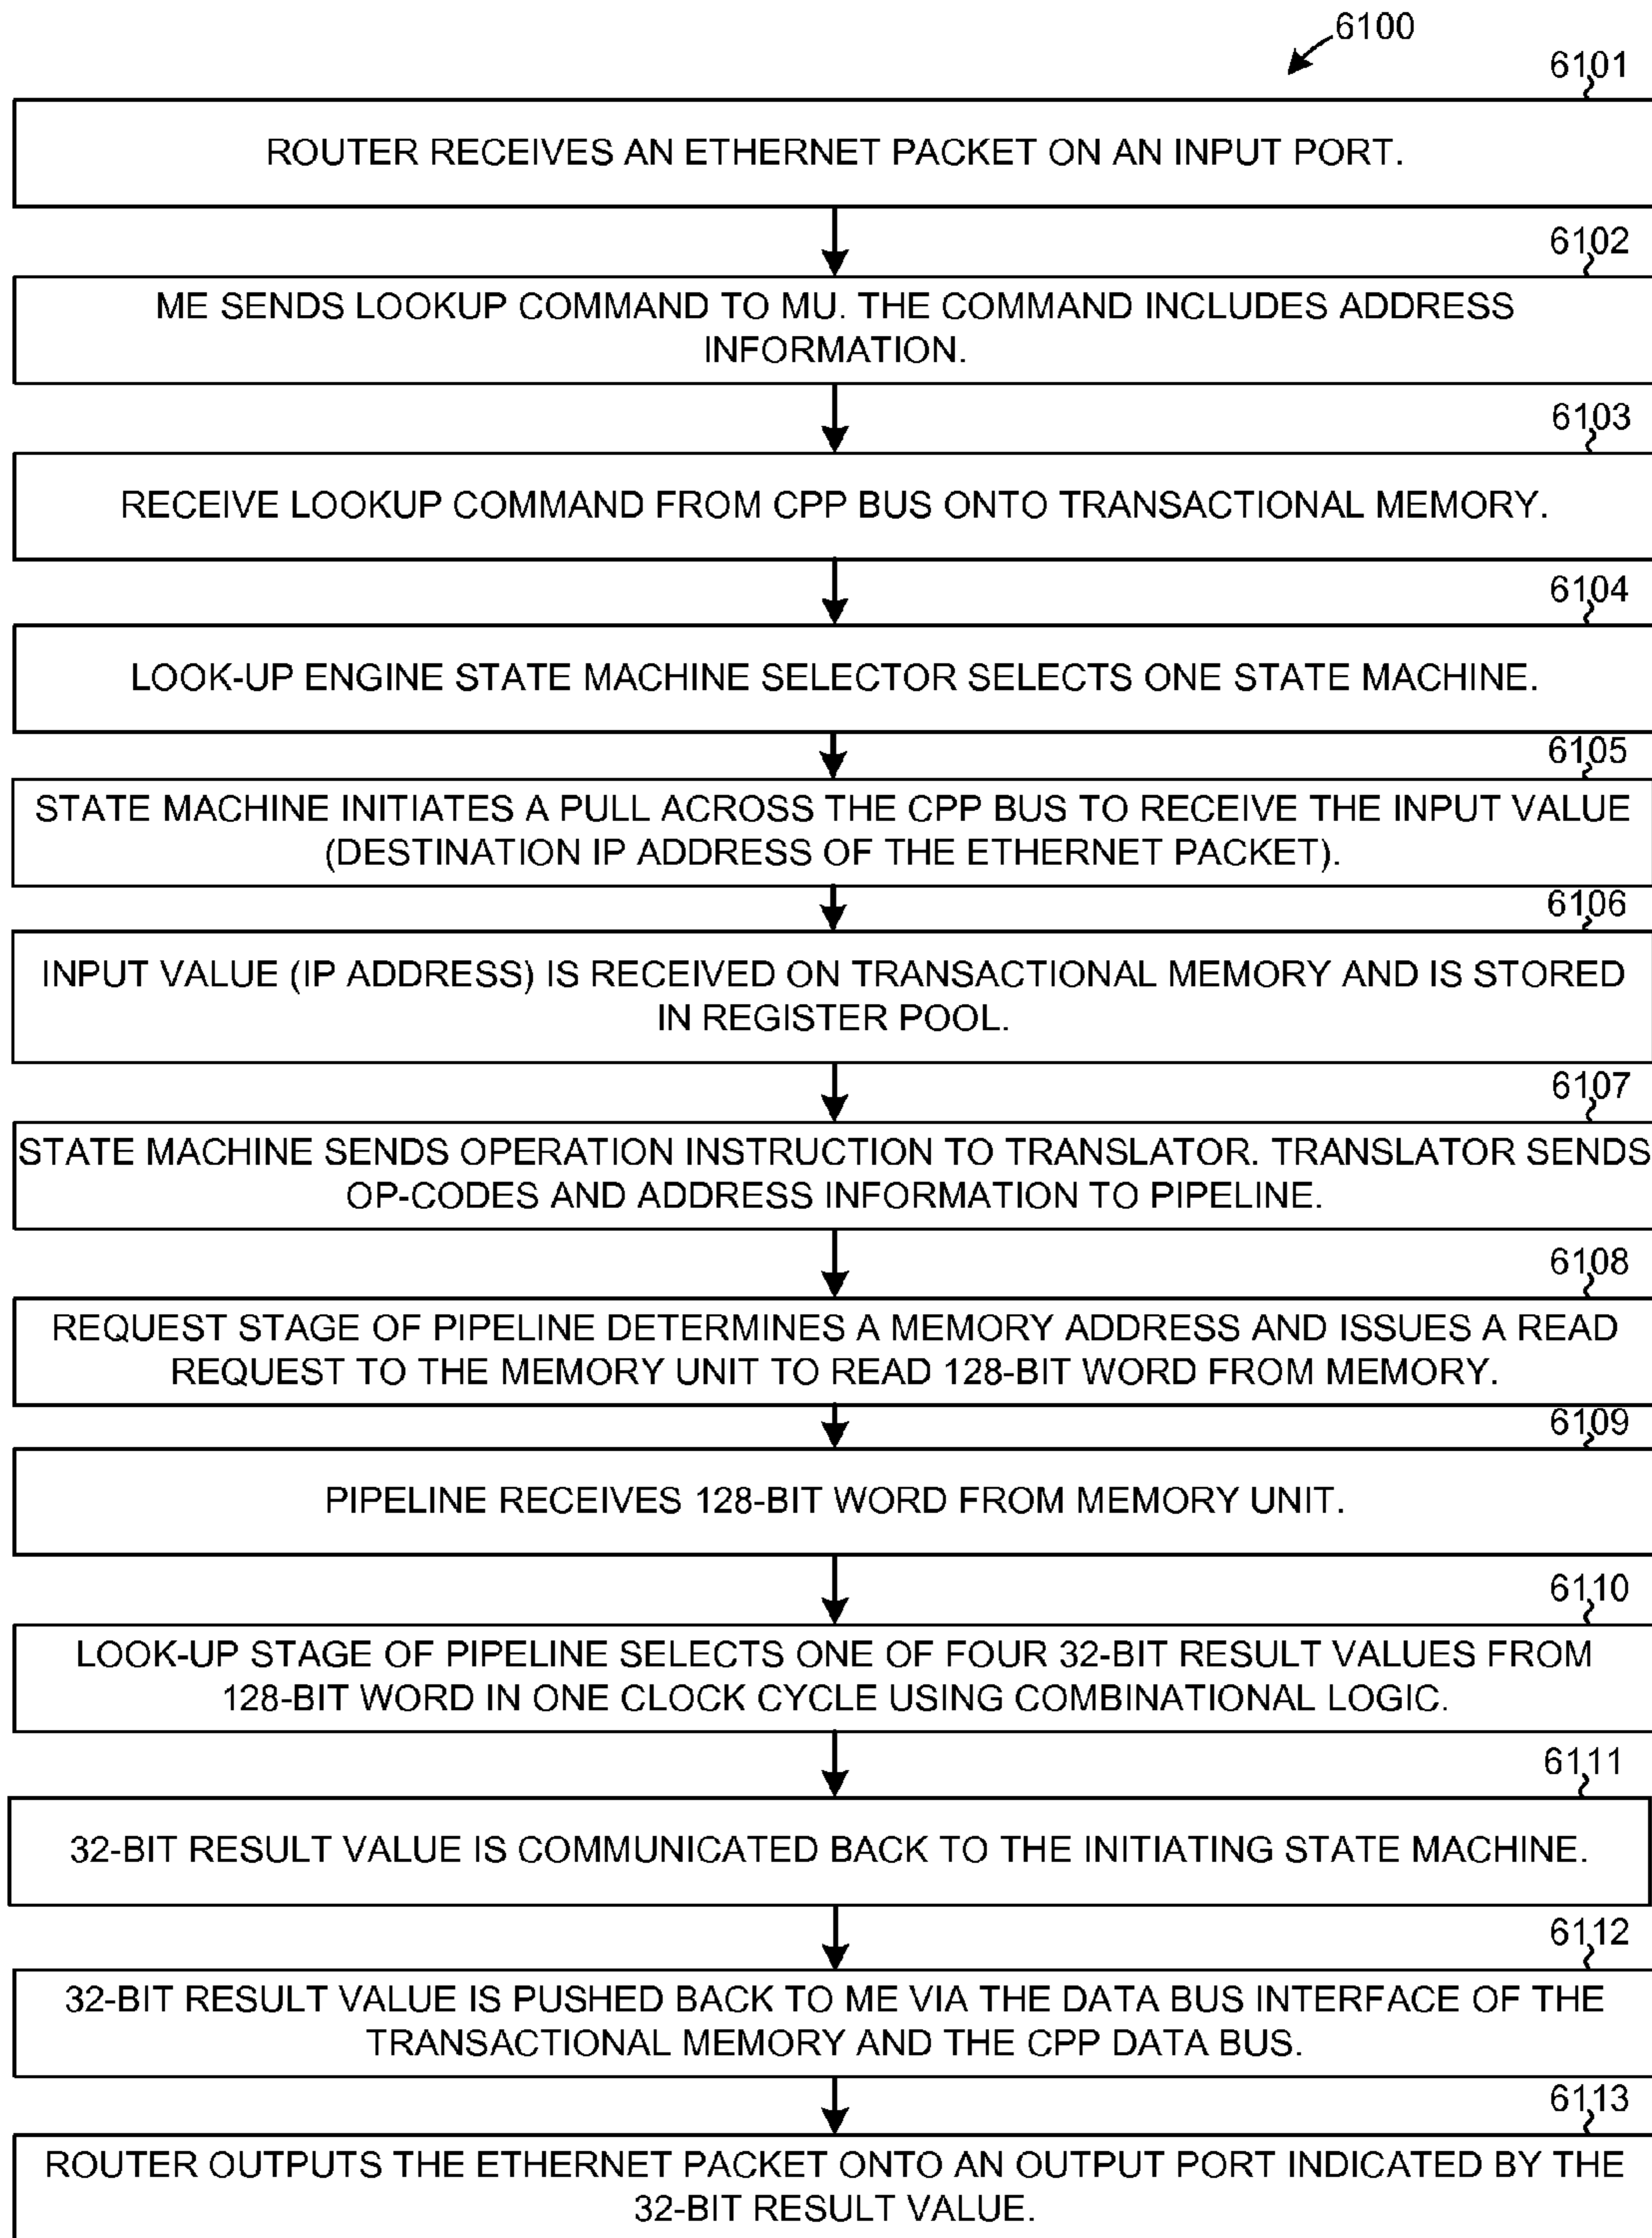 6100
6101
ROUTER RECEIVES AN ETHERNET PACKET ON AN INPUT PORT.
6102
ME SENDS LOOKUP COMMAND TO MU. THE COMMAND INCLUDES ADDRESS
INFORMATION.
6103
RECEIVE LOOKUP COMMAND FROM CPP BUS ONTO TRANSACTIONAL MEMORY.
6104
LOOK-UP ENGINE STATE MACHINE SELECTOR SELECTS ONE STATE MACHINE.
6105
STATE MACHINE INITIATES A PULL ACROSS THE CPP BUS TO RECEIVE THE INPUT VALUE
(DESTINATION IP ADDRESS OF THE ETHERNET PACKET).
6106
INPUT VALUE (IP ADDRESS) IS RECEIVED ON TRANSACTIONAL MEMORY AND IS STORED
IN REGISTER POOL.
6107
STATE MACHINE SENDS OPERATION INSTRUCTION TO TRANSLATOR. TRANSLATOR SENDS
OP-CODES AND ADDRESS INFORMATION TO PIPELINE.
6108
REQUEST STAGE OF PIPELINE DETERMINES A MEMORY ADDRESS AND ISSUES A READ
REQUEST TO THE MEMORY UNIT TO READ 128-BIT WORD FROM MEMORY.
6109
PIPELINE RECEIVES 128-BIT WORD FROM MEMORY UNIT.
6110
LOOK-UP STAGE OF PIPELINE SELECTS ONE OF FOUR 32-BIT RESULT VALUES FROM
128-BIT WORD IN ONE CLOCK CYCLE USING COMBINATIONAL LOGIC.
6111
32-BIT RESULT VALUE IS COMMUNICATED BACK TO THE INITIATING STATE MACHINE.
6112
32-BIT RESULT VALUE IS PUSHED BACK TO ME VIA THE DATA BUS INTERFACE OF THE
TRANSACTIONAL MEMORY AND THE CPP DATA BUS.
6113
ROUTER OUTPUTS THE ETHERNET PACKET ONTO AN OUTPUT PORT INDICATED BY THE
32-BIT RESULT VALUE.